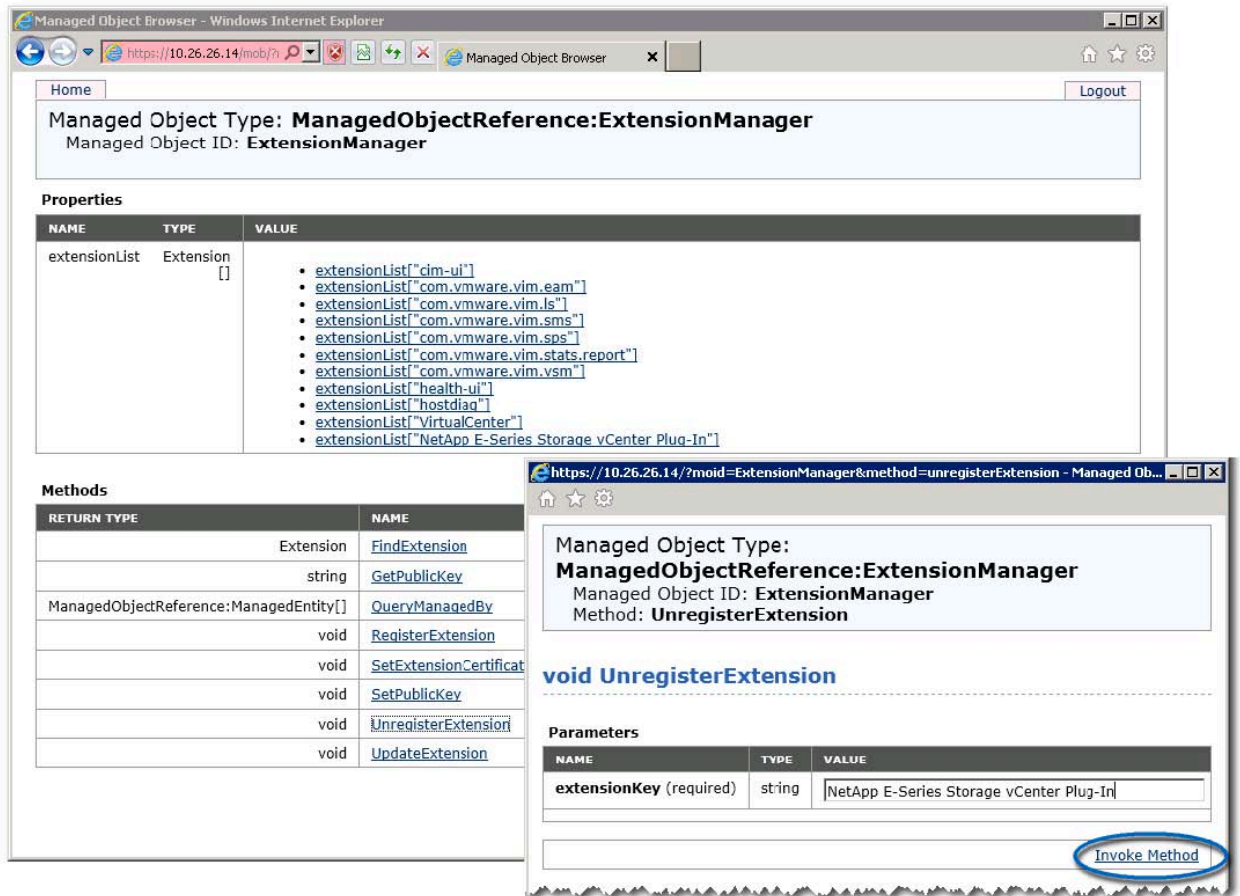 Managed Object Browser - Windows Internet Explorer
https://10.26.26.14/mob/?
Managed Object Browser
Home
Logout
Managed Object Type: ManagedObjectReference:ExtensionManager
Managed Object ID: ExtensionManager
Properties
NAME TYPE VALUE
extensionList Extension
[]
• extensionList["cim-ui"]
• extensionList["com.vmware.vim.eam"]
• extensionList["com.vmware.vim.ls"]
• extensionList["com.vmware.vim.sms"]
• extensionList["com.vmware.vim.sps"]
• extensionList["com.vmware.vim.stats.report"]
• extensionList["com.vmware.vim.vsm"]
• extensionList["health-ui"]
• extensionList["hostdiag"]
• extensionList["VirtualCenter"]
• extensionList["NetApp E-Series Storage vCenter Plug-In"]
Methods
RETURN TYPE NAME
Extension FindExtension
string GetPublicKey
ManagedObjectReference:ManagedEntity[] QueryManagedBy
void RegisterExtension
void SetExtensionCertificat
void SetPublicKey
void UnregisterExtension
void UpdateExtension
https://10.26.26.14/?moid=ExtensionManager&method=unregisterExtension - Managed Ob...
Managed Object Type:
ManagedObjectReference:ExtensionManager
Managed Object ID: ExtensionManager
Method: UnregisterExtension
void UnregisterExtension
Parameters
NAME TYPE VALUE
extensionKey (required) string NetApp E-Series Storage vCenter Plug-In
Invoke Method